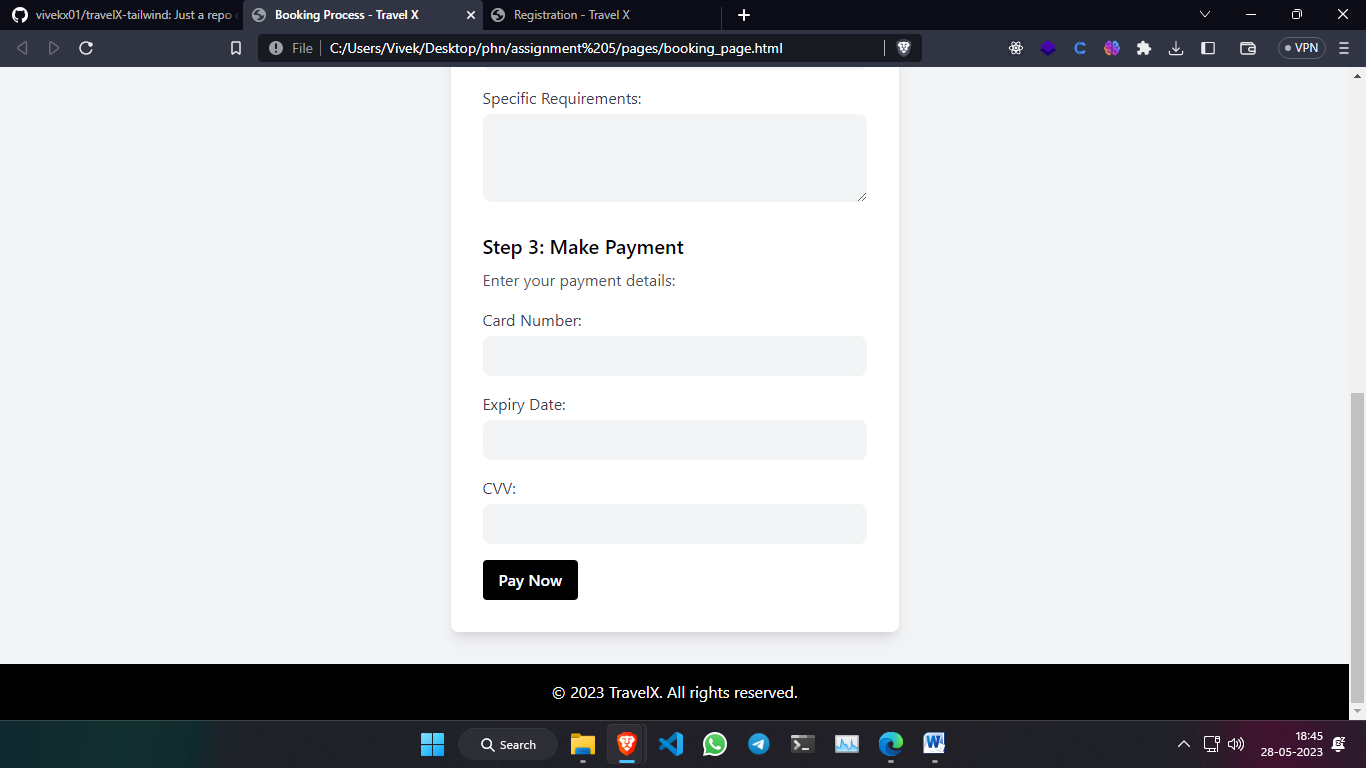 vivekx01/travelX-tailwind: Just a repo
Booking Process - Travel X
Registration - Travel X
File
C:/Users/Vivek/Desktop/phn/assignment%205/pages/booking_page.html
VPN
Specific Requirements:
Step 3: Make Payment
Enter your payment details:
Card Number:
Expiry Date:
CVV:
Pay Now
© 2023 TravelX. All rights reserved.
Search
18:45
28-05-2023